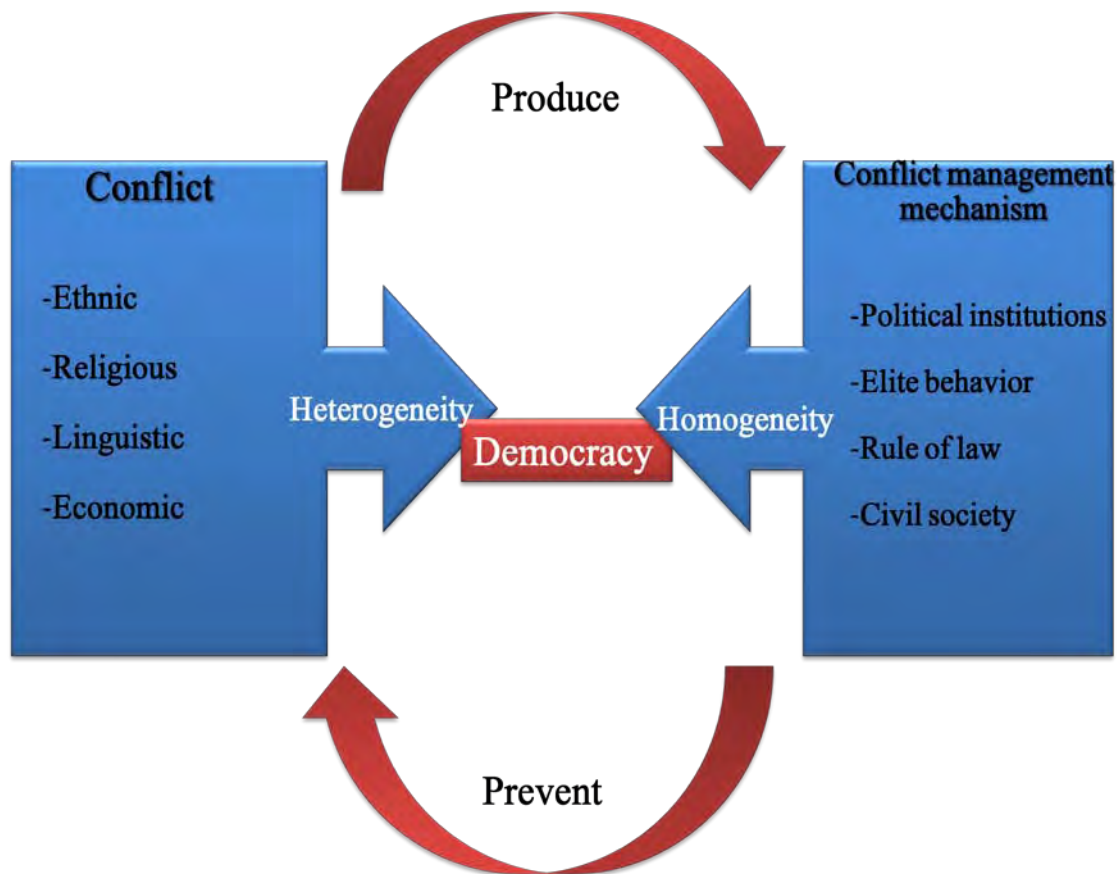 Produce
Conflict
-Ethnic
-Religious
-Linguistic
-Economic
Heterogeneity
Democracy
Homogeneity
Conflict management
mechanism
-Political institutions
-Elite behavior
-Rule of law
-Civil society
Prevent